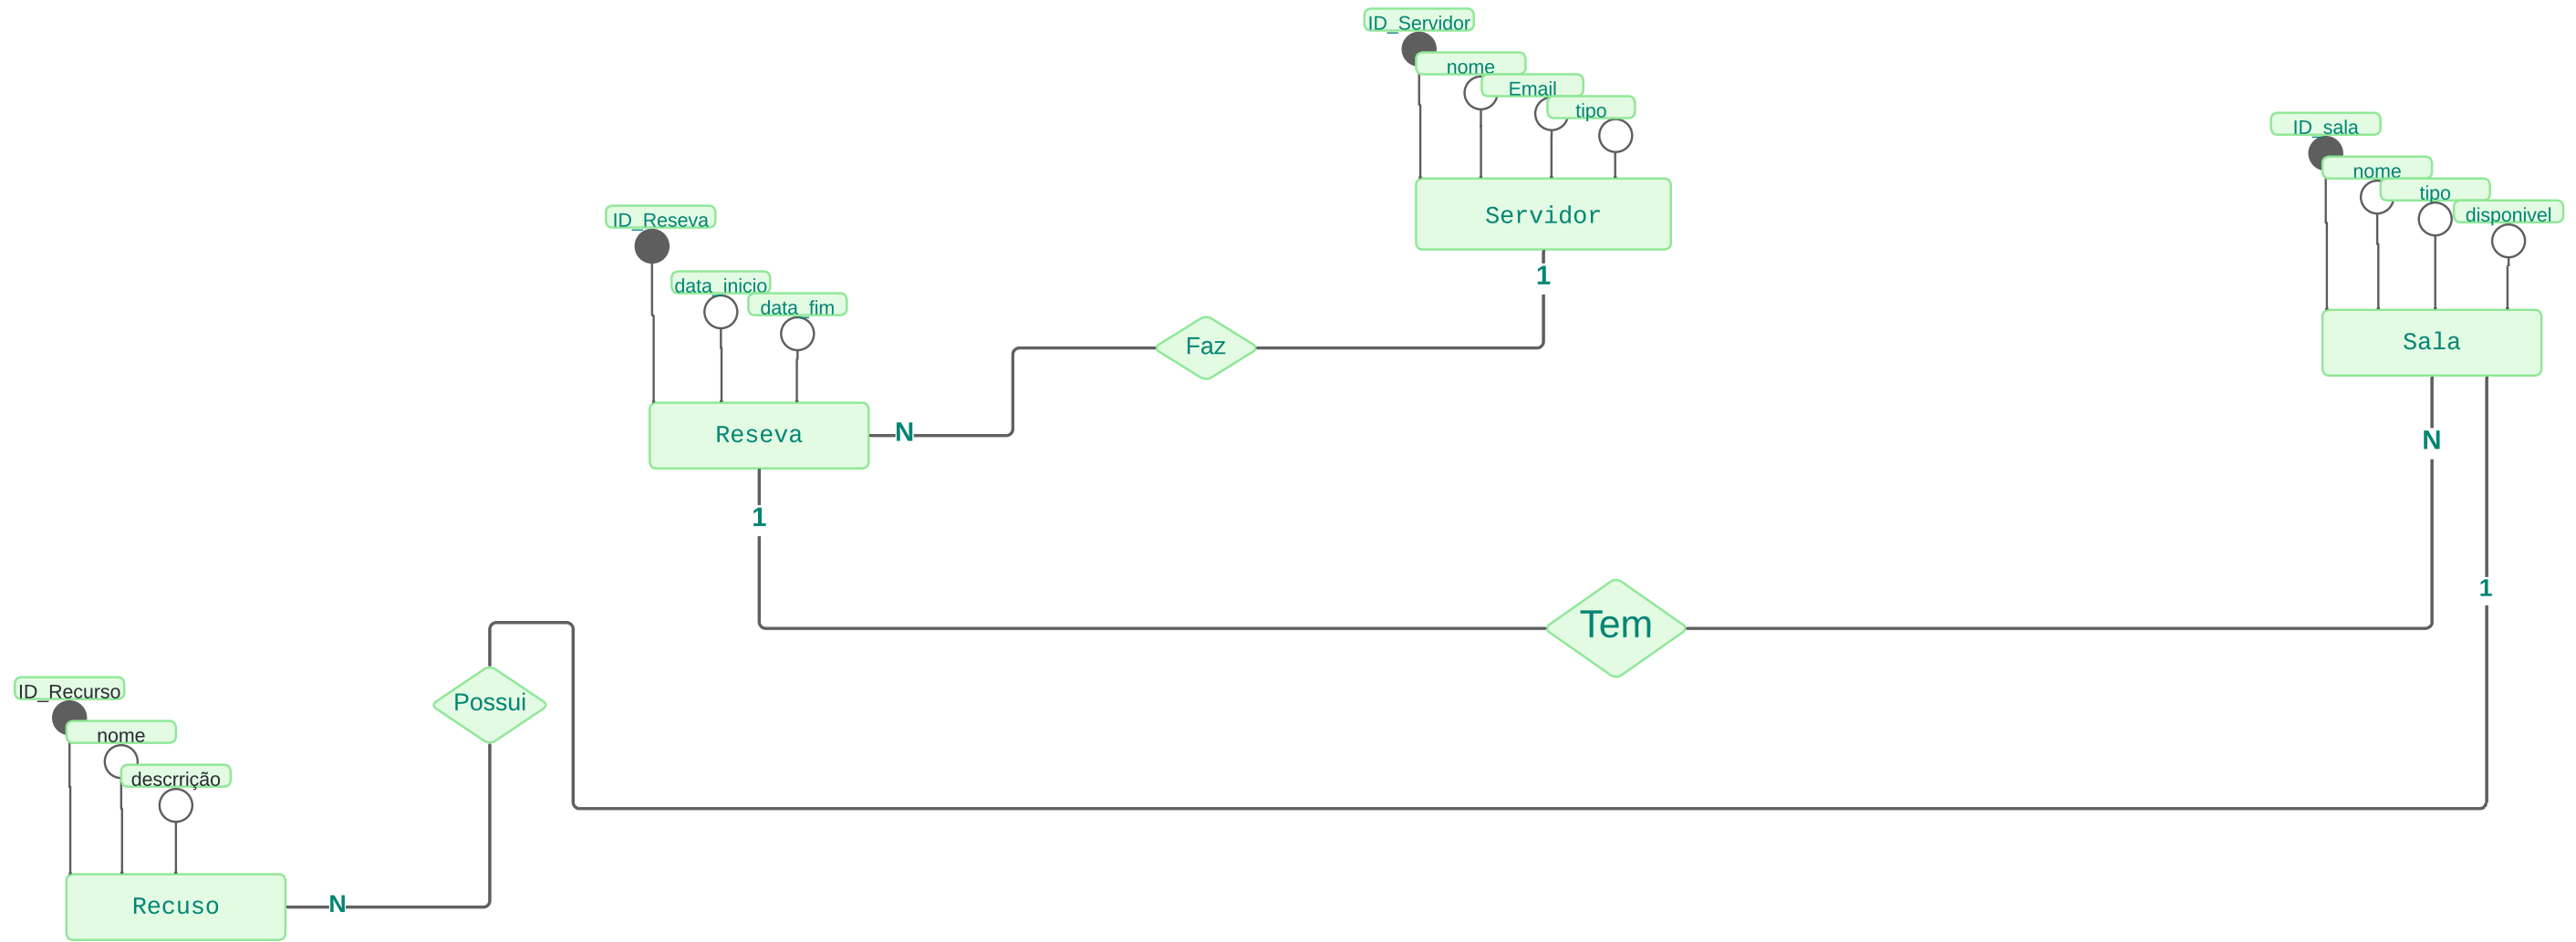 ID_Servidor
nome
Email
tipo
Servidor
1
ID_sala
nome
tipo
disponivel
Sala
ID_Reseva
data_inicio
data_fim
Reseva
N
Faz
1
N
1
Tem
Possui
ID_Recurso
nome
descrrição
Recuso
N